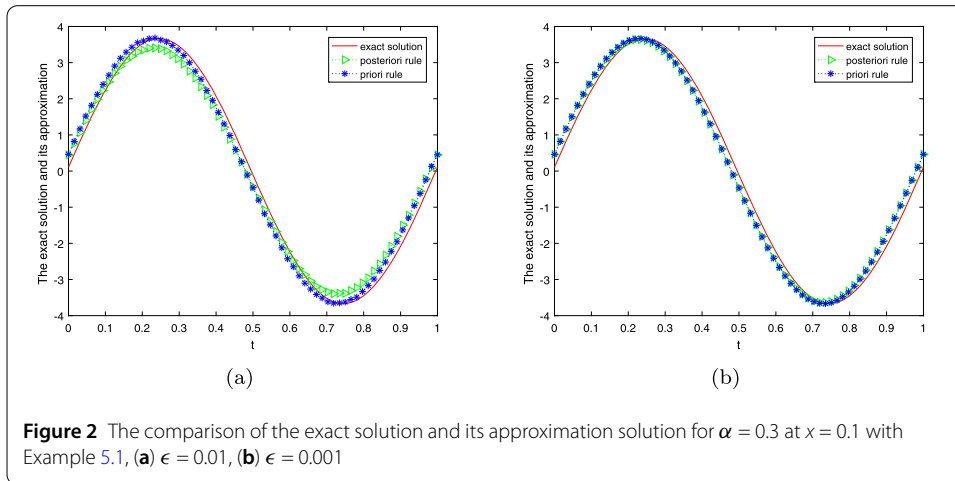 The exact solution and its approximation
4
3
2
1
0
-1
-2
-3
-4
0 0.1 0.2 0.3 0.4 0.5 0.6 0.7 0.8 0.9 1
t
exact solution
posteriori rule
priori rule
(a)
The exact solution and its approximation
4
3
2
1
0
-1
-2
-3
-4
0 0.1 0.2 0.3 0.4 0.5 0.6 0.7 0.8 0.9 1
t
exact solution
posteriori rule
priori rule
(b)
Figure 2 The comparison of the exact solution and its approximation solution for α = 0.3 at x = 0.1 with
Example 5.1, (a) ϵ = 0.01, (b) ϵ = 0.001